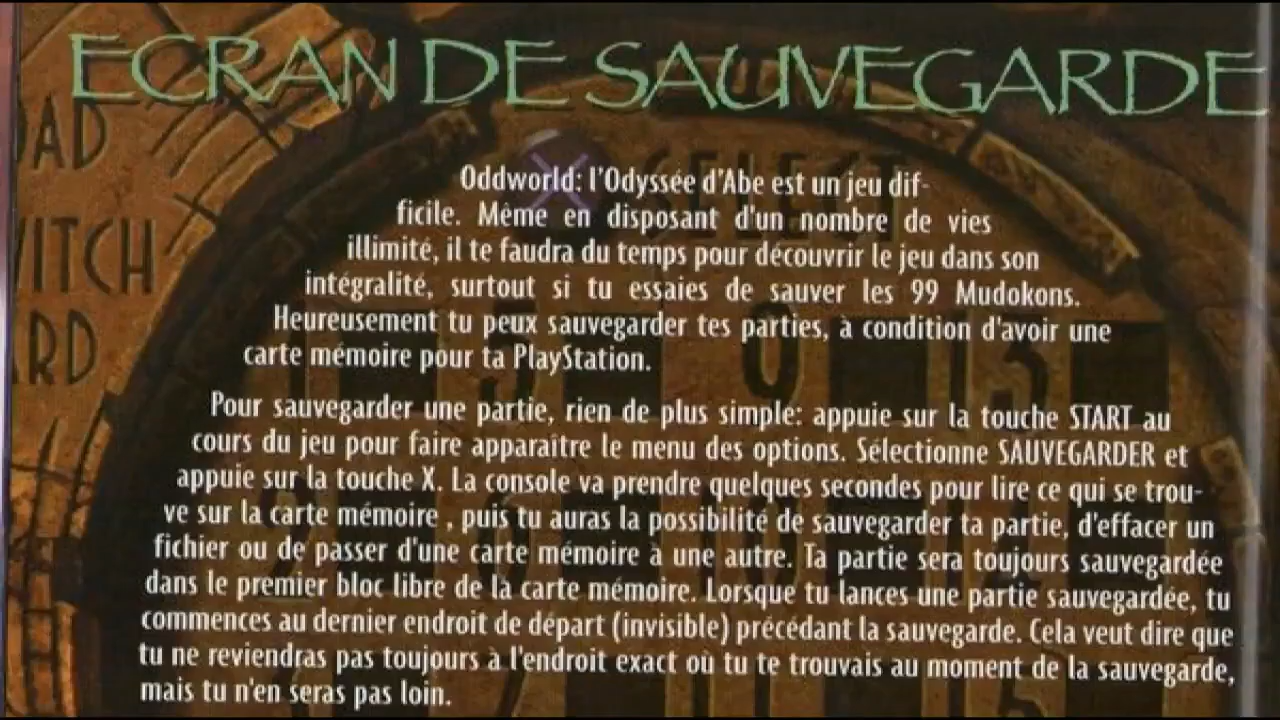 ECRAN DE SAUVEGARDE
OAD
SELECT
Oddworld: l'Odyssée d'Abe est un jeu dif-
ficile. Même en disposant d'un nombre de vies
illimité, il te faudra du temps pour découvrir le jeu dans son
intégralité, surtout si tu essaies de sauver les 99 Mudokons.
Heureusement tu peux sauvegarder tes parties, à condition d'avoir une
carte mémoire pour ta PlayStation.
VITCH
ARD
Pour sauvegarder une partie, rien de plus simple: appuie sur la touche START au
cours du jeu pour faire apparaître le menu des options. Sélectionne SAUVEGARDER et
appuie sur la touche X. La console va prendre quelques secondes pour lire ce qui se trou-
ve sur la carte mémoire , puis tu auras la possibilité de sauvegarder ta partie, d'effacer un
fichier ou de passer d'une carte mémoire à une autre. Ta partie sera toujours sauvegardée
dans le premier bloc libre de la carte mémoire. Lorsque tu lances une partie sauvegardée, tu
commences au dernier endroit de départ (invisible) précédant la sauvegarde. Cela veut dire que
tu ne reviendras pas toujours à l'endroit exact où tu te trouvais au moment de la sauvegarde,
mais tu n'en seras pas loin.